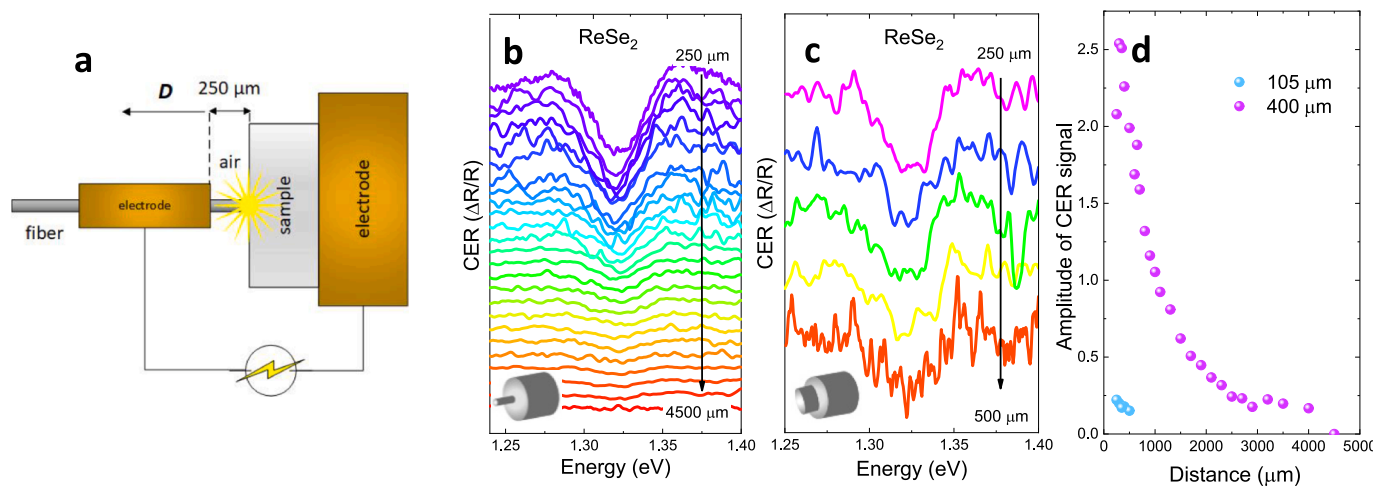 a
250 μm
D
air
electrode
fiber
sample
electrode
b
ReSe2
250 μm
4500 μm
CER (ΔR/R)
1.25
1.30
1.35
1.40
Energy (eV)
c
ReSe2
250 μm
500 μm
CER (ΔR/R)
1.25
1.30
1.35
1.40
Energy (eV)
d
105 μm
400 μm
Amplitude of CER signal
2.5
2.0
1.5
1.0
0.5
0.0
0
1000
2000
3000
4000
5000
Distance (μm)